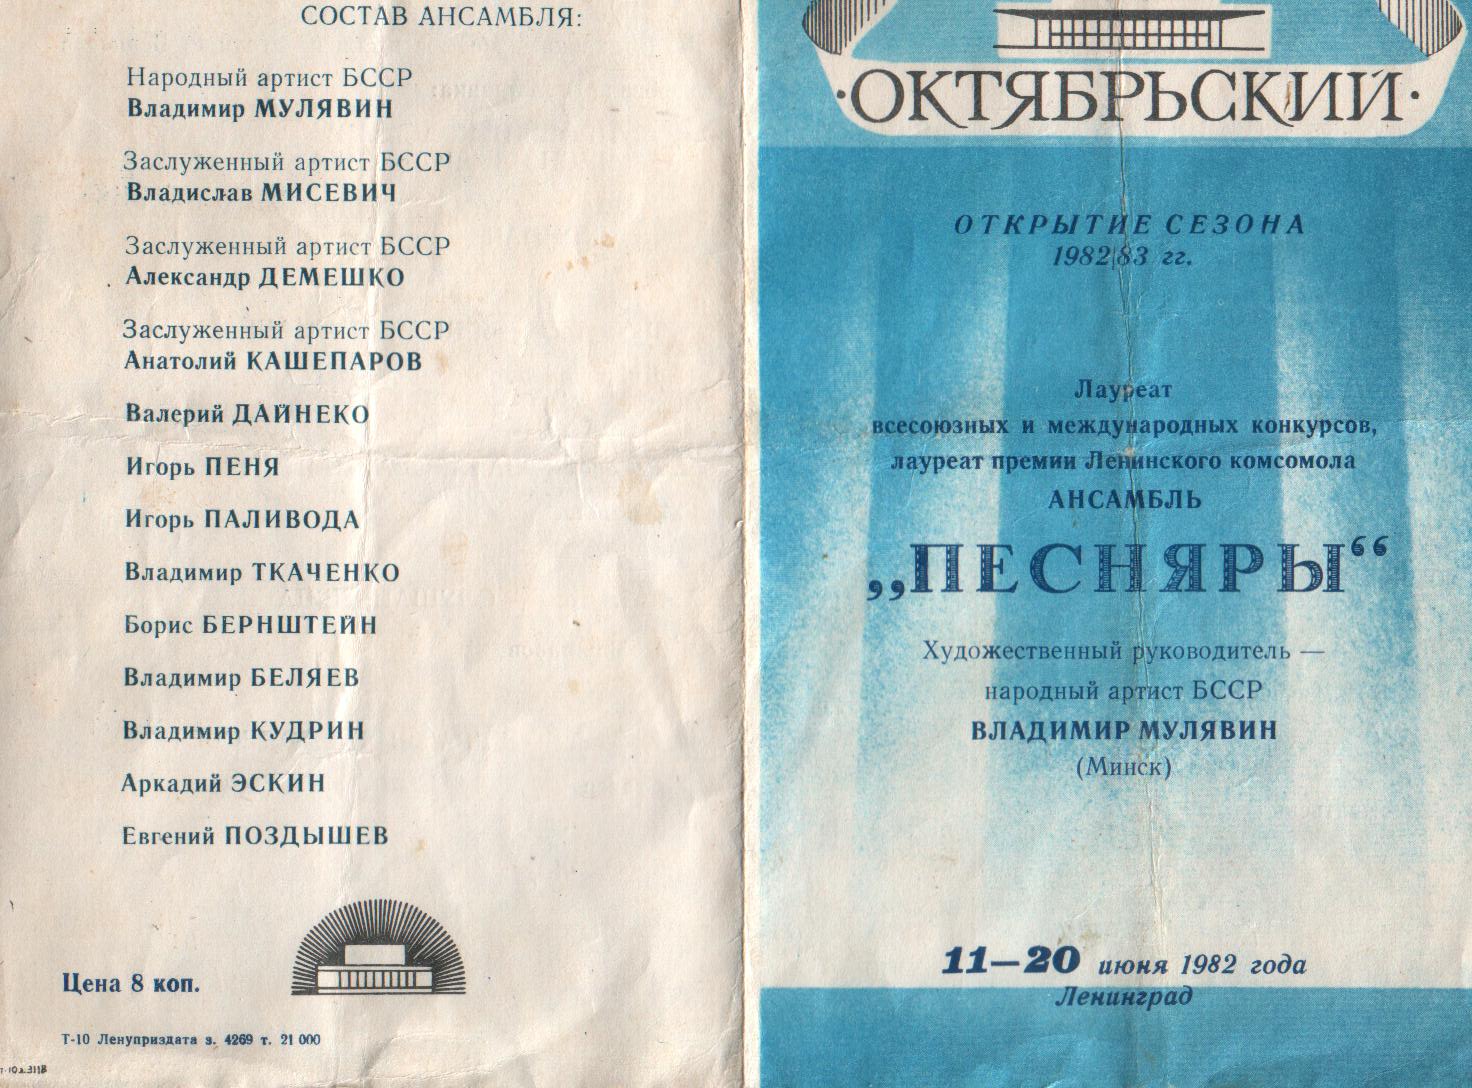 СОСТАВ АНСАМБЛЯ:
Народный артист БССР
Владимир МУЛЯВИН
Заслуженный артист БССР
Владислав МИСЕВИЧ
Заслуженный артист БССР
Александр ДЕМЕШКО
Заслуженный артист БССР
Анатолий КАШЕПАРОВ
Валерий ДАЙНЕКО
Игорь ПЕНЯ
Игорь ПАЛИВОДА
Владимир ТКАЧЕНКО
Борис БЕРНШТЕЙН
Владимир БЕЛЯЕВ
Владимир КУДРИН
Аркадий ЭСКИН
Евгений ПОЗДЫШЕВ
Цена 8 коп.
Т-10 Ленуприздата з. 4269 т. 21 000
·ОКТЯБРЬСКИЙ·
ОТКРЫТИЕ СЕЗОНА
1982|83 гг.
Лауреат
всесоюзных и международных конкурсов,
лауреат премии Ленинского комсомола
АНСАМБЛЬ
„ПЕСНЯРЫ“
Художественный руководитель —
народный артист БССР
ВЛАДИМИР МУЛЯВИН
(Минск)
11—20 июня 1982 года
Ленинград